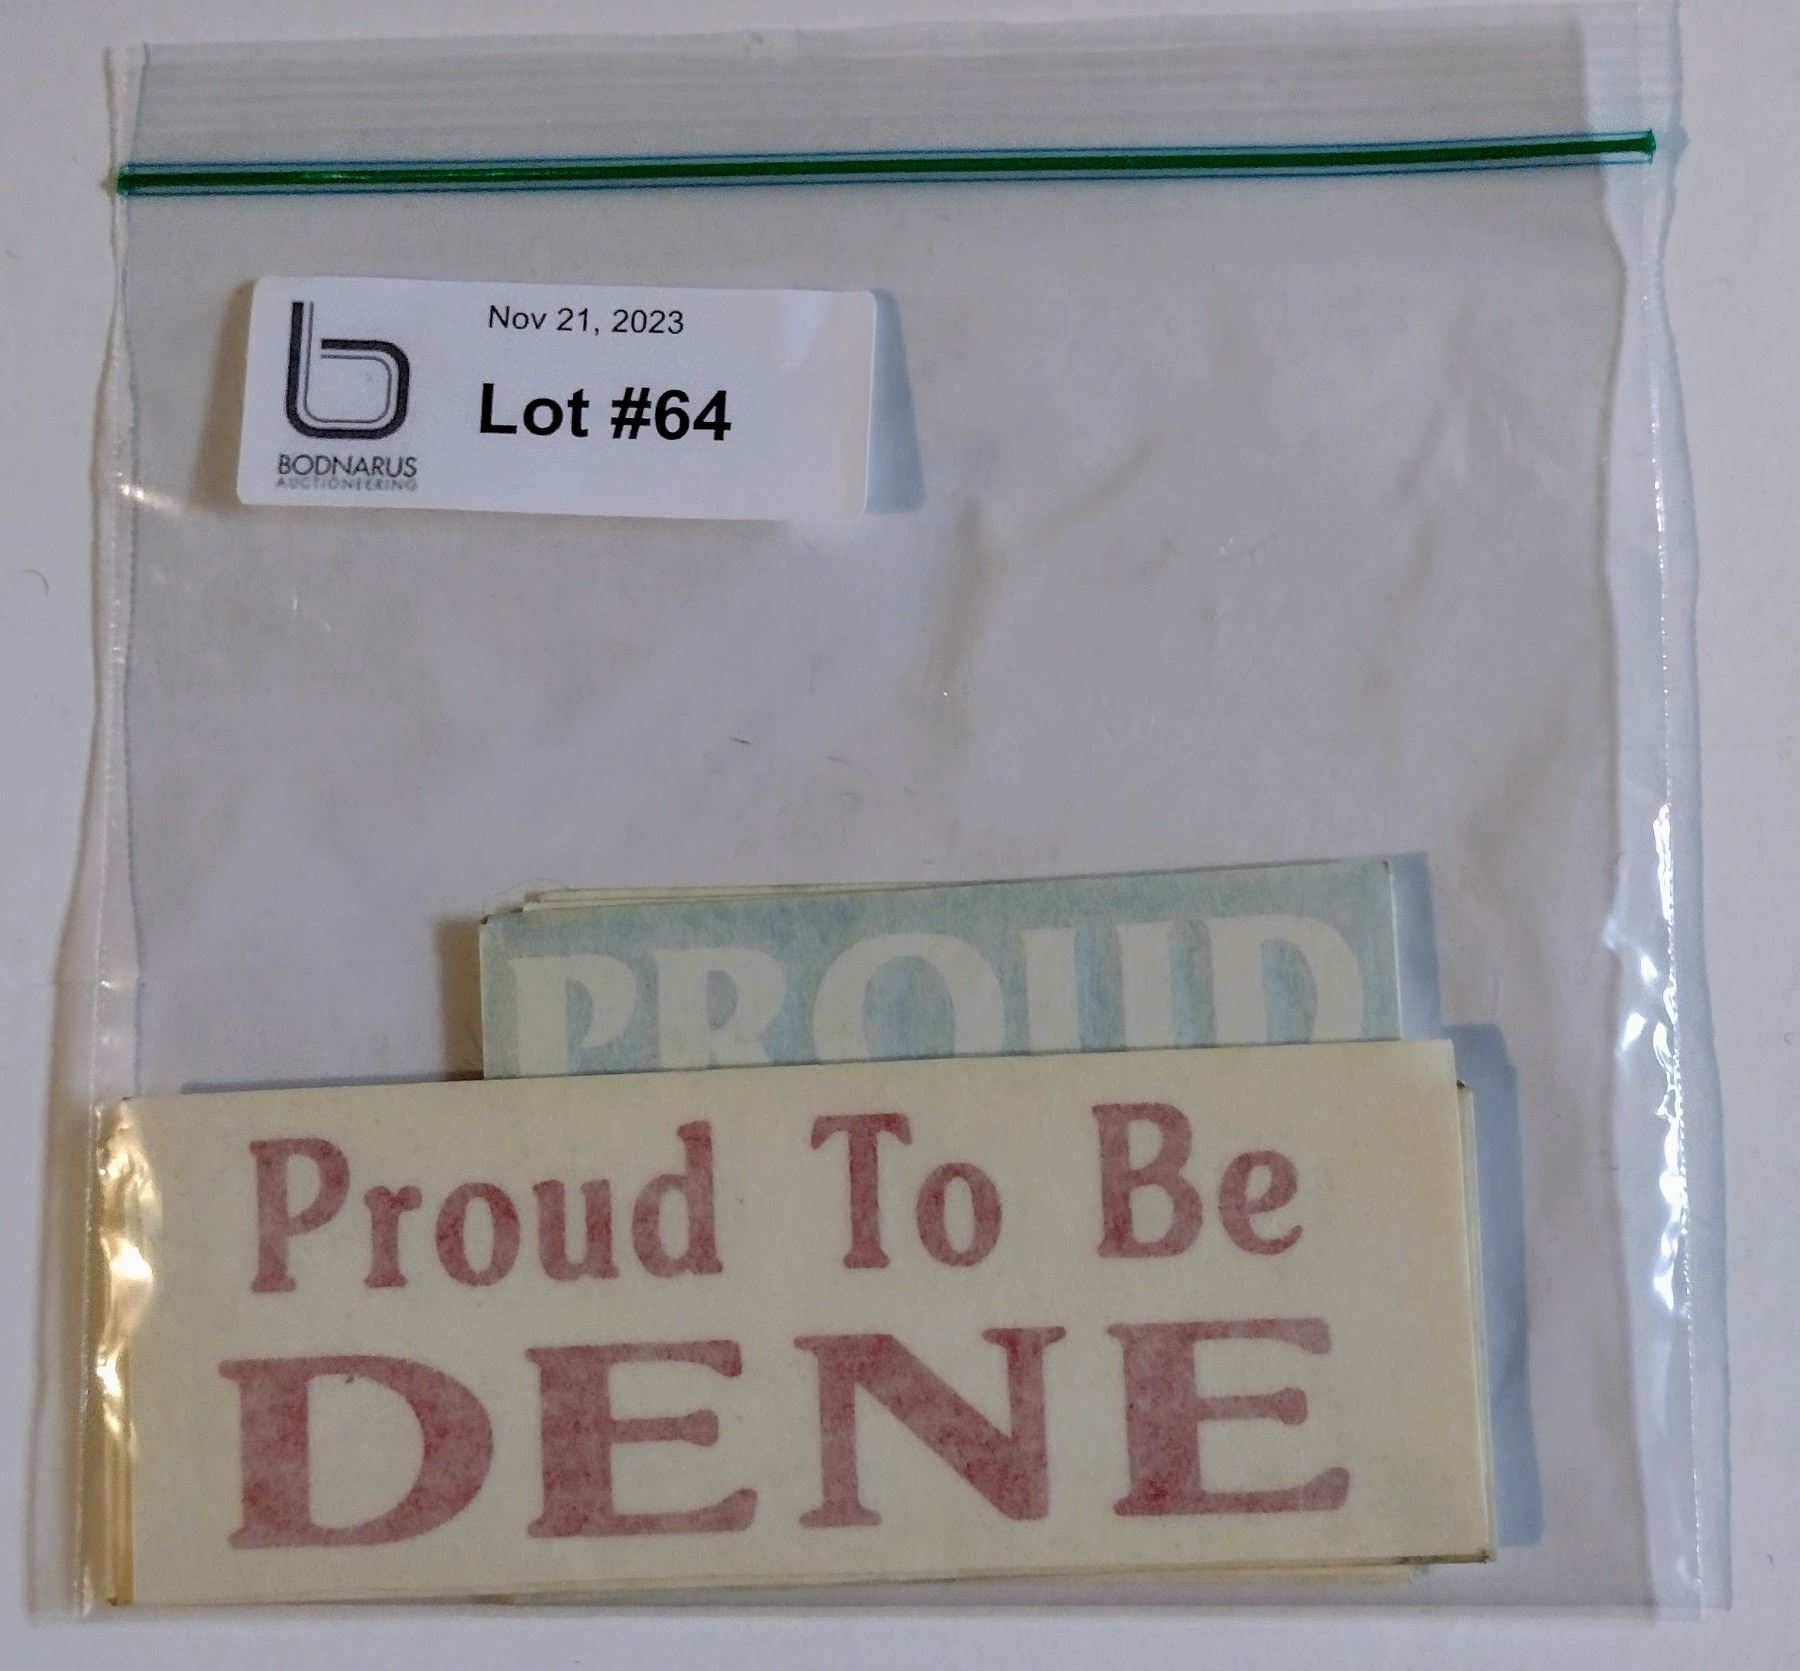 Nov 21, 2023
Lot #64
BODNARUS
AUCTIONEERING
PROUD
Proud To Be
DENE